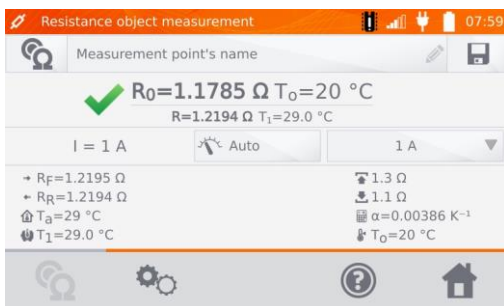 Resistance object measurement 07:59
Measurement point's name
R0=1.1785 Ω To=20 °C
R=1.2194 Ω T1=29.0 °C
I = 1 A Auto 1 A
RF=1.2195 Ω 1.3 Ω
RR=1.2194 Ω 1.1 Ω
Ta=29 °C α=0.00386 K⁻¹
T1=29.0 °C To=20 °C